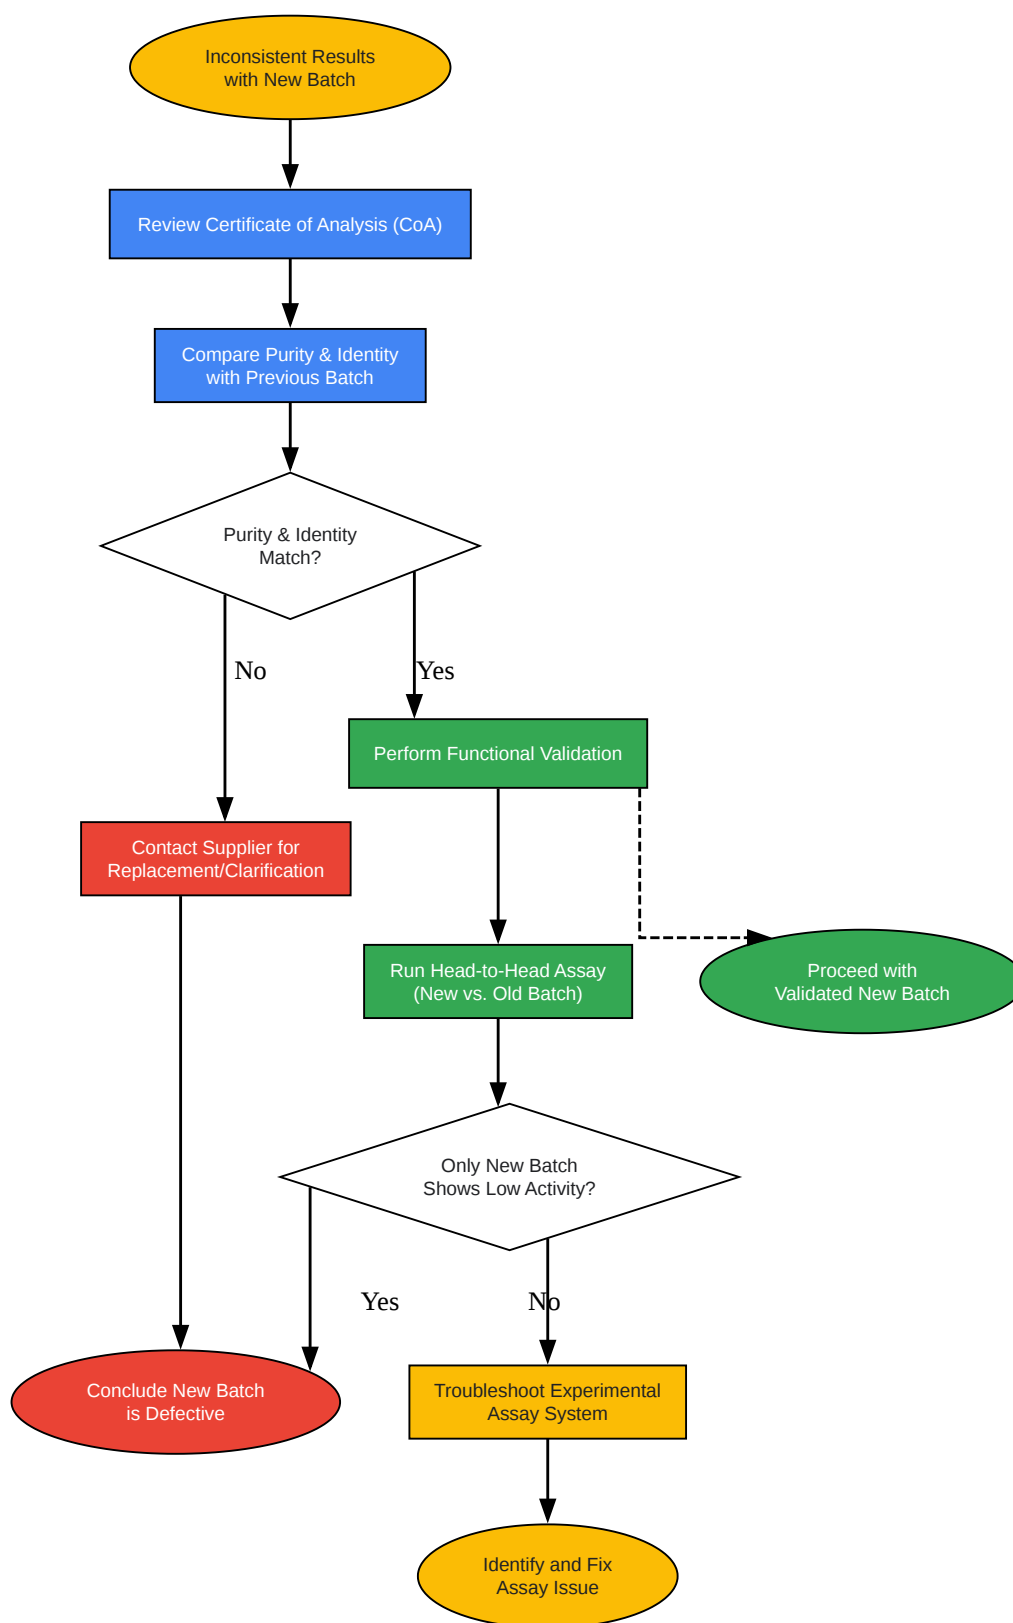 Inconsistent Results
with New Batch
Review Certificate of Analysis (CoA)
Compare Purity & Identity
with Previous Batch
Purity & Identity
Match?
No
Yes
Perform Functional Validation
Contact Supplier for
Replacement/Clarification
Run Head-to-Head Assay
(New vs. Old Batch)
Proceed with
Validated New Batch
Only New Batch
Shows Low Activity?
Yes
No
Conclude New Batch
is Defective
Troubleshoot Experimental
Assay System
Identify and Fix
Assay Issue